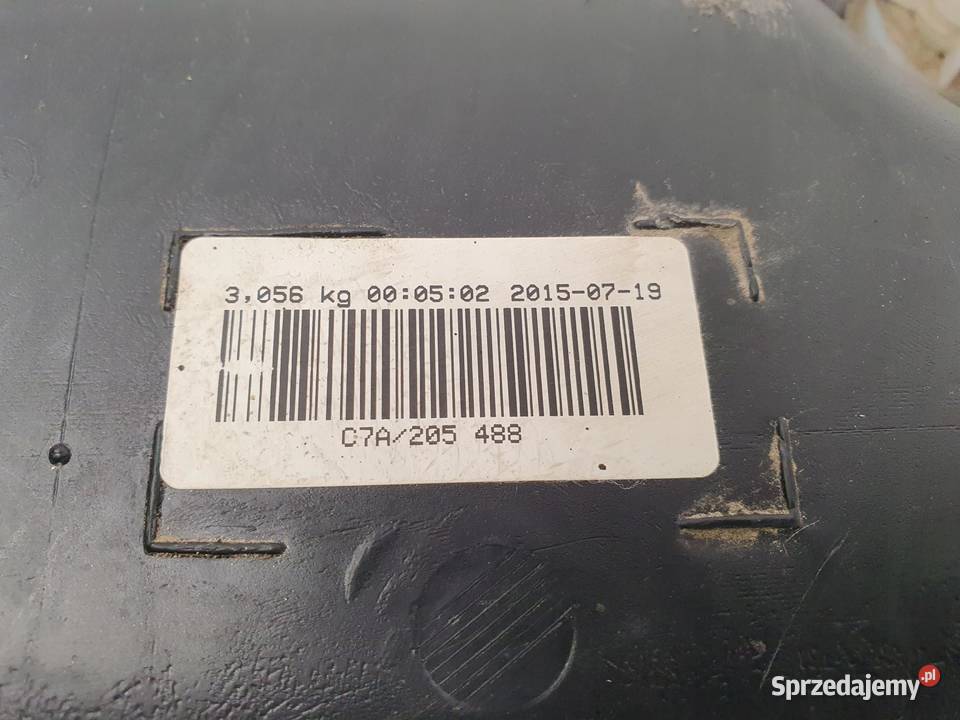 3,056 kg 00:05:02 2015-07-19
C7A/205 488
Sprzedajemy.pl